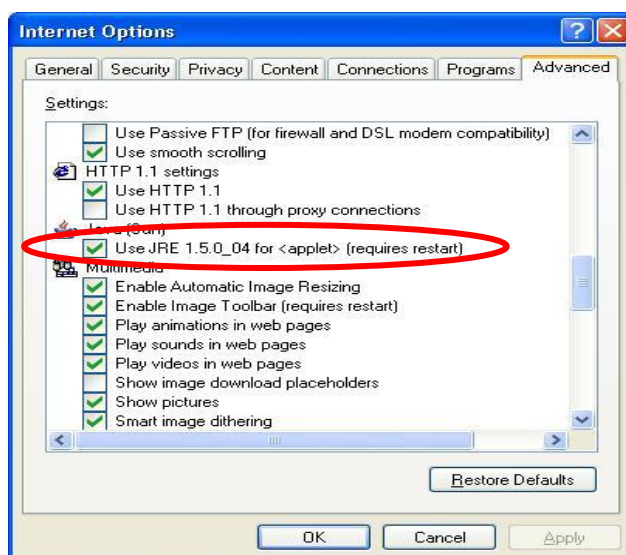 Internet Options
General Security Privacy Content Connections Programs Advanced
Settings:
Use Passive FTP (for firewall and DSL modem compatibility)
Use smooth scrolling
HTTP 1.1 settings
Use HTTP 1.1
Use HTTP 1.1 through proxy connections
Java (Sun)
Use JRE 1.5.0_04 for <applet> (requires restart)
Multimedia
Enable Automatic Image Resizing
Enable Image Toolbar (requires restart)
Play animations in web pages
Play sounds in web pages
Play videos in web pages
Show image download placeholders
Show pictures
Smart image dithering
Restore Defaults
OK Cancel Apply